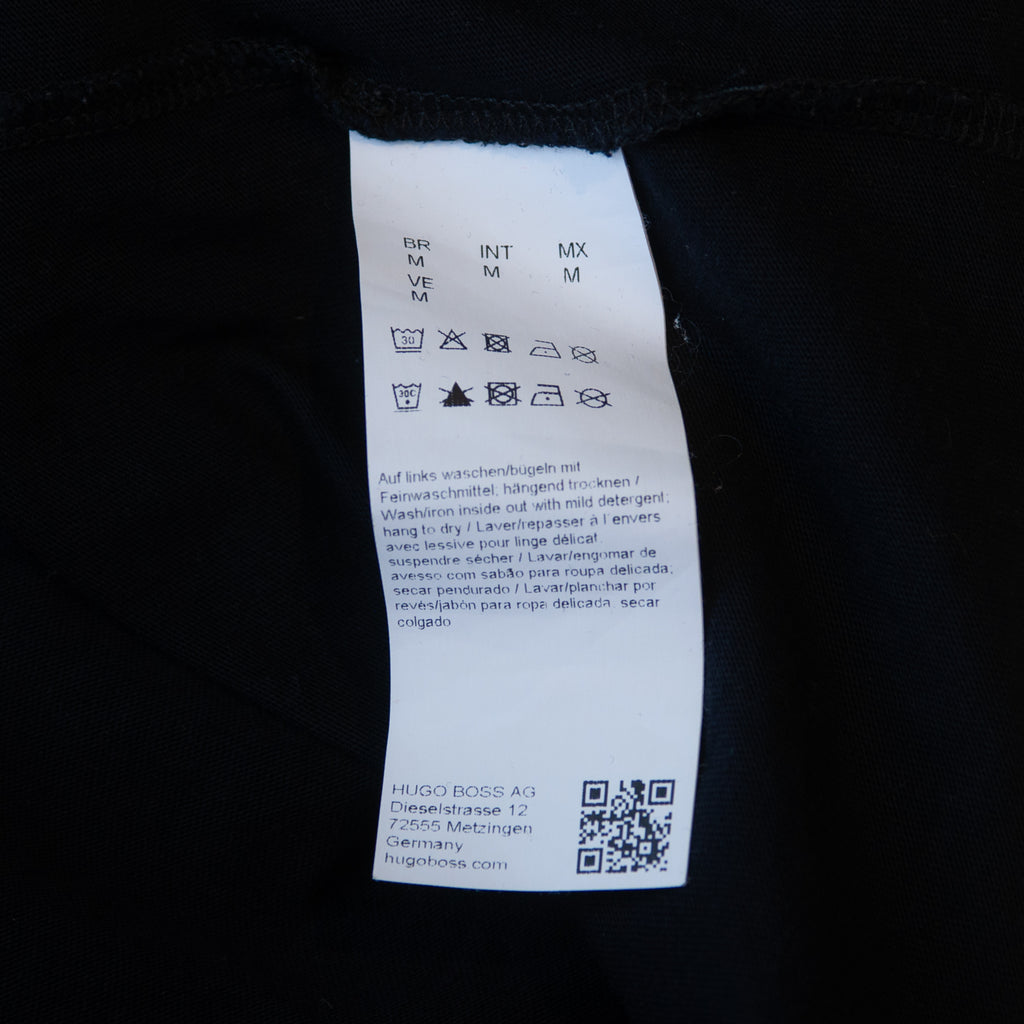 BR INT MX
M M M
VE
M
30
30C
Auf links waschen/bügeln mit
Feinwaschmittel; hängend trocknen /
Wash/iron inside out with mild detergent;
hang to dry / Laver/repasser à l'envers
avec lessive pour linge délicat.
suspendre sécher / Lavar/engomar de
avesso com sabão para roupa delicada;
secar pendurado / Lavar/planchar por
revés/jabón para ropa delicada. secar
colgado
HUGO BOSS AG
Dieselstrasse 12
72555 Metzingen
Germany
hugoboss.com